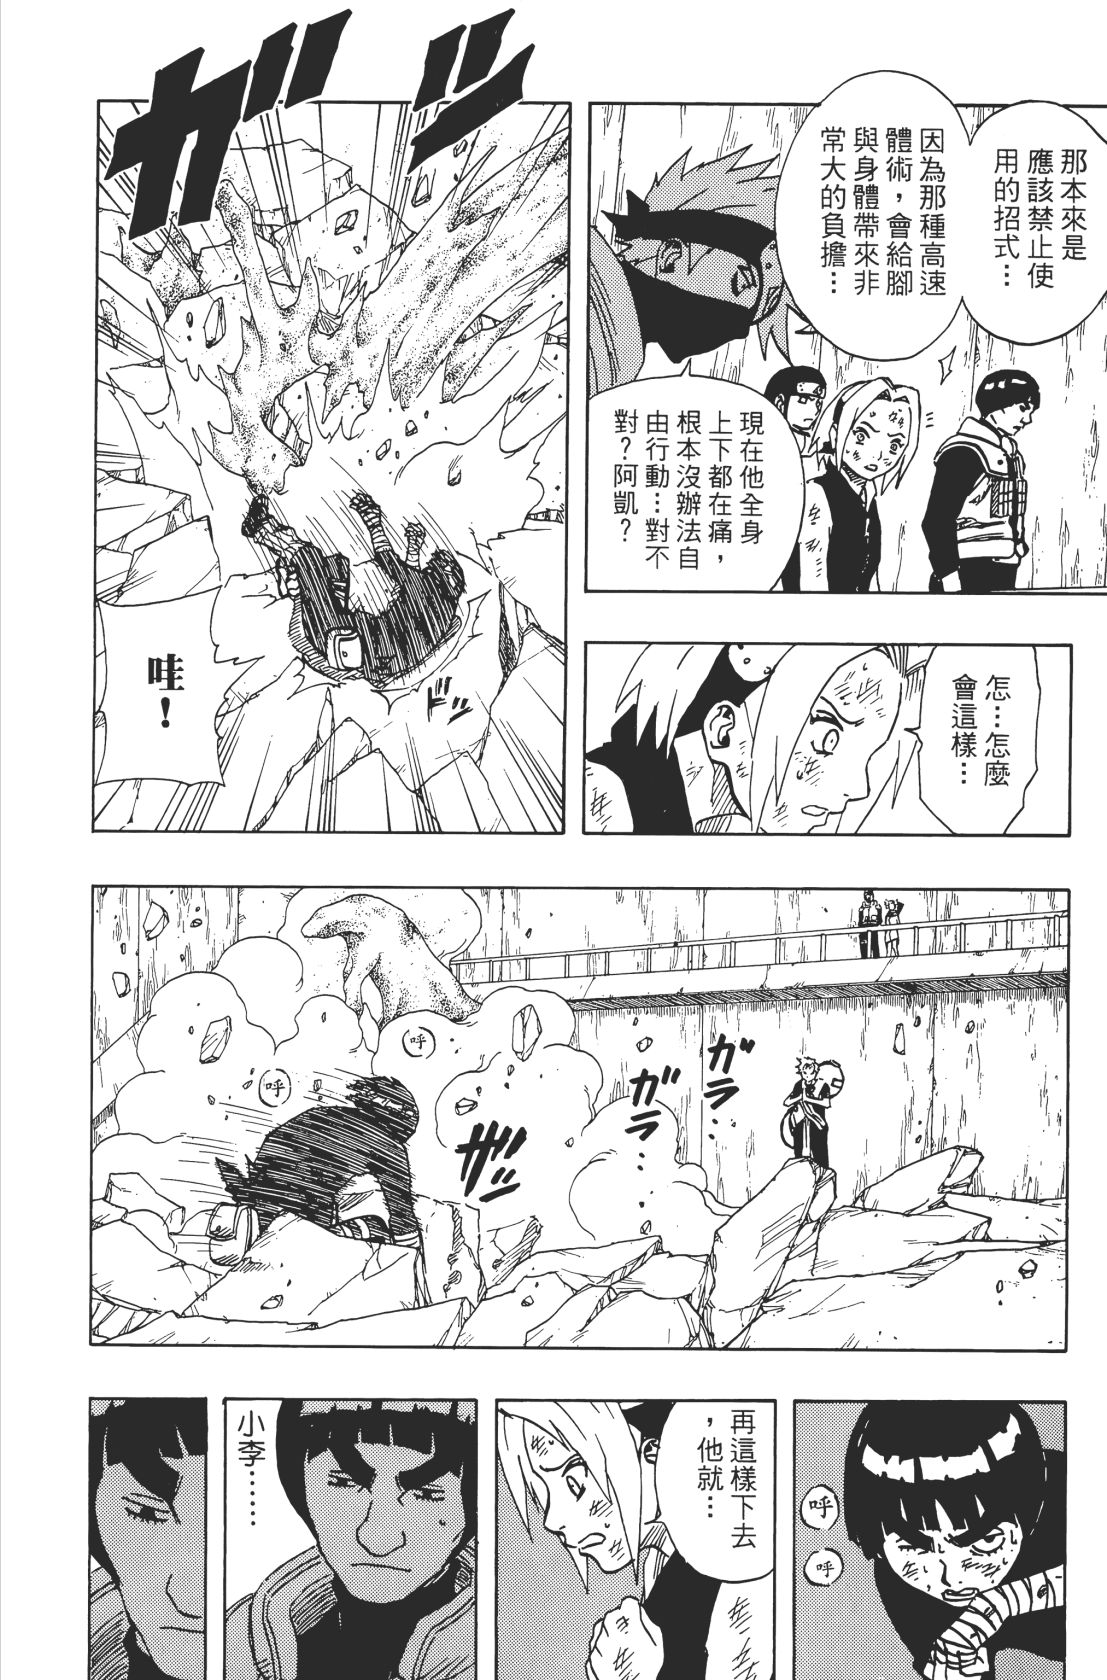 那本來是
應該禁止使
用的招式…
因為那種高速
體術，會給腳
與身體帶來非
常大的負擔…
現在他全身
上下都在痛，
根本沒辦法自
由行動…對不
對？阿凱？
ガッ
哇！
ドッ
怎…怎麼
會這樣…
ガラ…
ガラ…
ザッ
呼
呼
呼
呼
再這樣下去
，他就…
小李……